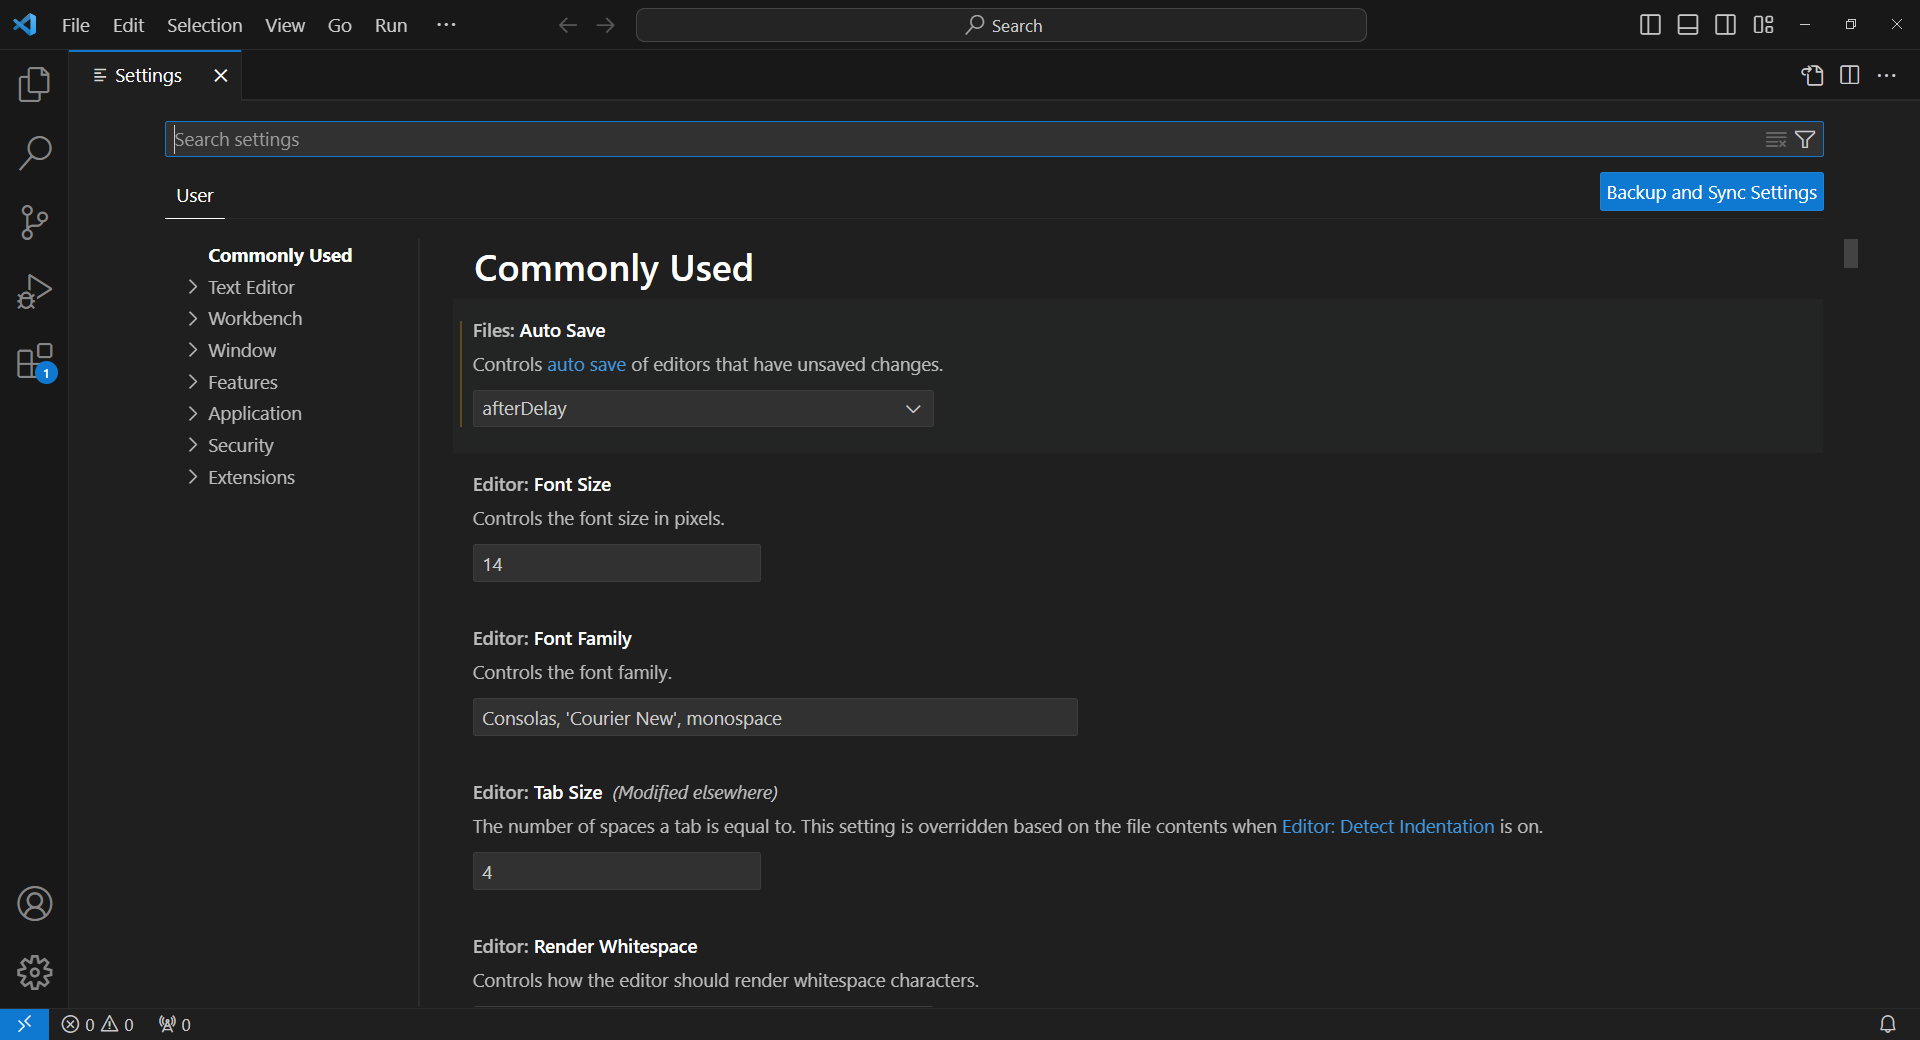 File Edit Selection View Go Run ··· Search
Settings
Search settings
User
Backup and Sync Settings
Commonly Used
Text Editor
Workbench
Window
Features
Application
Security
Extensions
Commonly Used
Files: Auto Save
Controls auto save of editors that have unsaved changes.
afterDelay
Editor: Font Size
Controls the font size in pixels.
14
Editor: Font Family
Controls the font family.
Consolas, 'Courier New', monospace
Editor: Tab Size (Modified elsewhere)
The number of spaces a tab is equal to. This setting is overridden based on the file contents when Editor: Detect Indentation is on.
4
Editor: Render Whitespace
Controls how the editor should render whitespace characters.
1
0 0 0